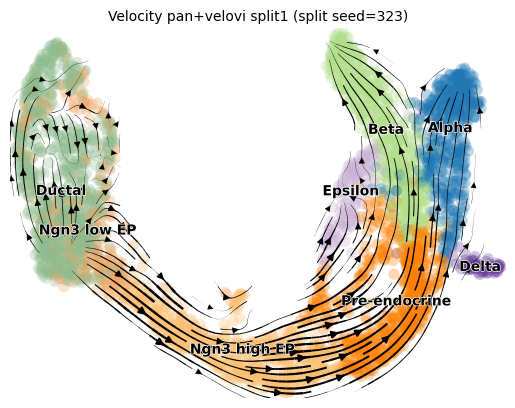 Velocity pan+velovi split1 (split seed=323)
Beta
Alpha
Ductal
Epsilon
Ngn3 low EP
Delta
Pre-endocrine
Ngn3 high EP